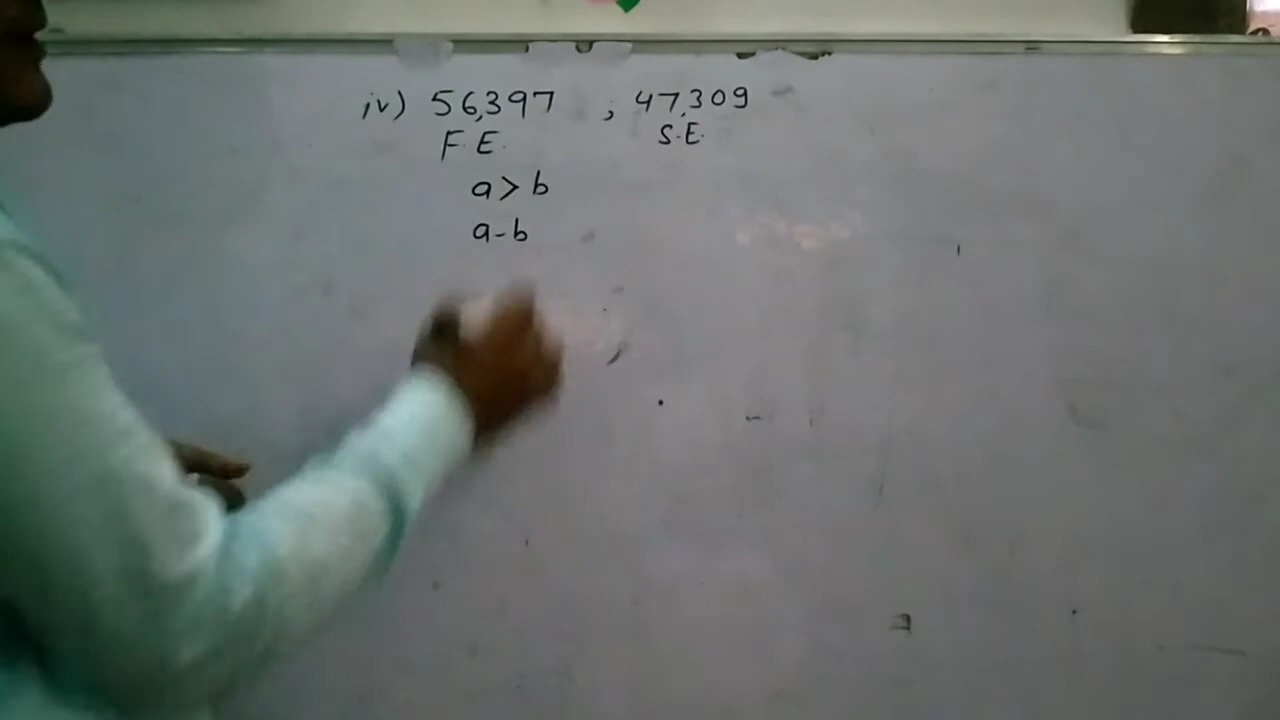 iv) 56,397 ; 47,309
F.E. S.E.
a > b
a - b